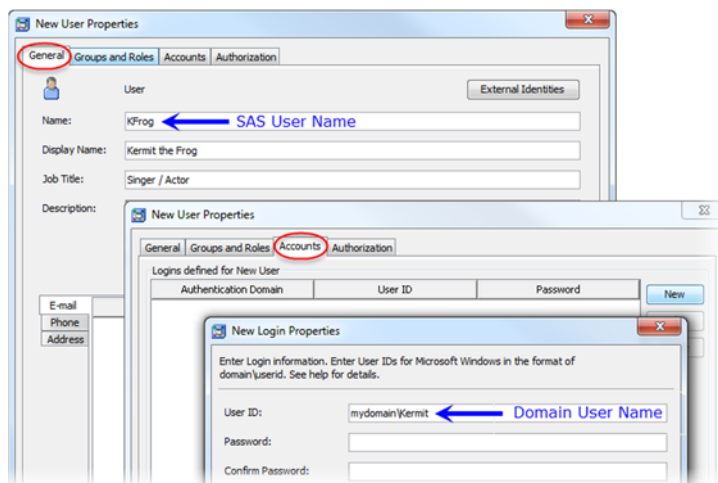 New User Properties
General Groups and Roles Accounts Authorization
User
External Identities
Name:
KFrog
SAS User Name
Display Name:
Kermit the Frog
Job Title:
Singer / Actor
Description:
New User Properties
General Groups and Roles Accounts Authorization
Logins defined for New User
Authentication Domain User ID Password
New
E-mail
Phone
Address
New Login Properties
Enter Login information. Enter User IDs for Microsoft Windows in the format of
domain\userid. See help for details.
User ID:
mydomain\Kermit
Domain User Name
Password:
Confirm Password: